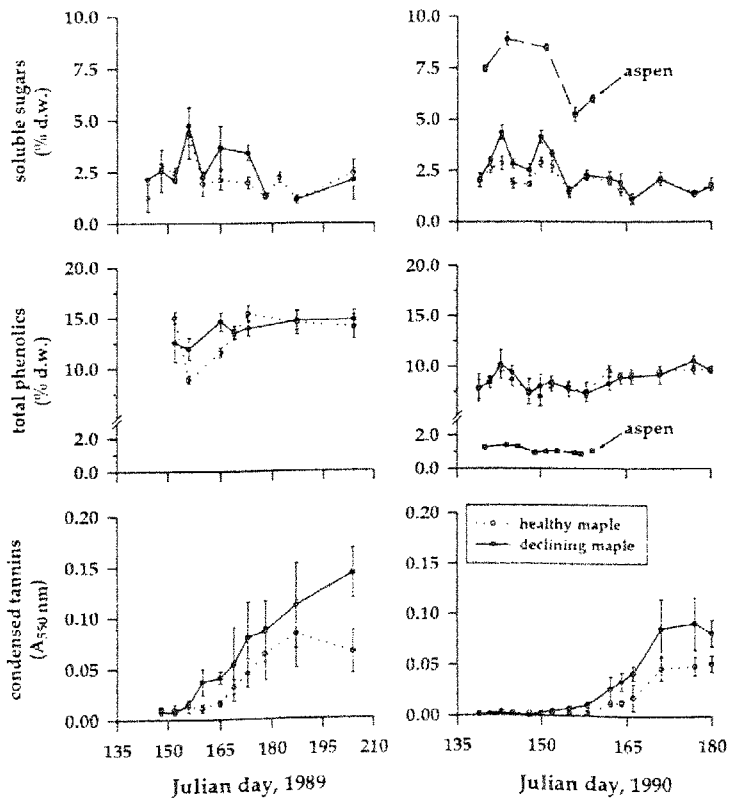 soluble sugars
(% d.w.)
10.0
7.5
5.0
2.5
0.0
10.0
7.5
5.0
2.5
0.0
aspen
total phenolics
(% d.w.)
20.0
15.0
10.0
2.0
0.0
20.0
15.0
10.0
2.0
0.0
aspen
condensed tannins
(A550 nm)
0.20
0.15
0.10
0.05
0.00
135 150 165 180 195 210
Julian day, 1989
0.20
0.15
0.10
0.05
0.00
healthy maple
declining maple
135 150 165 180
Julian day, 1990